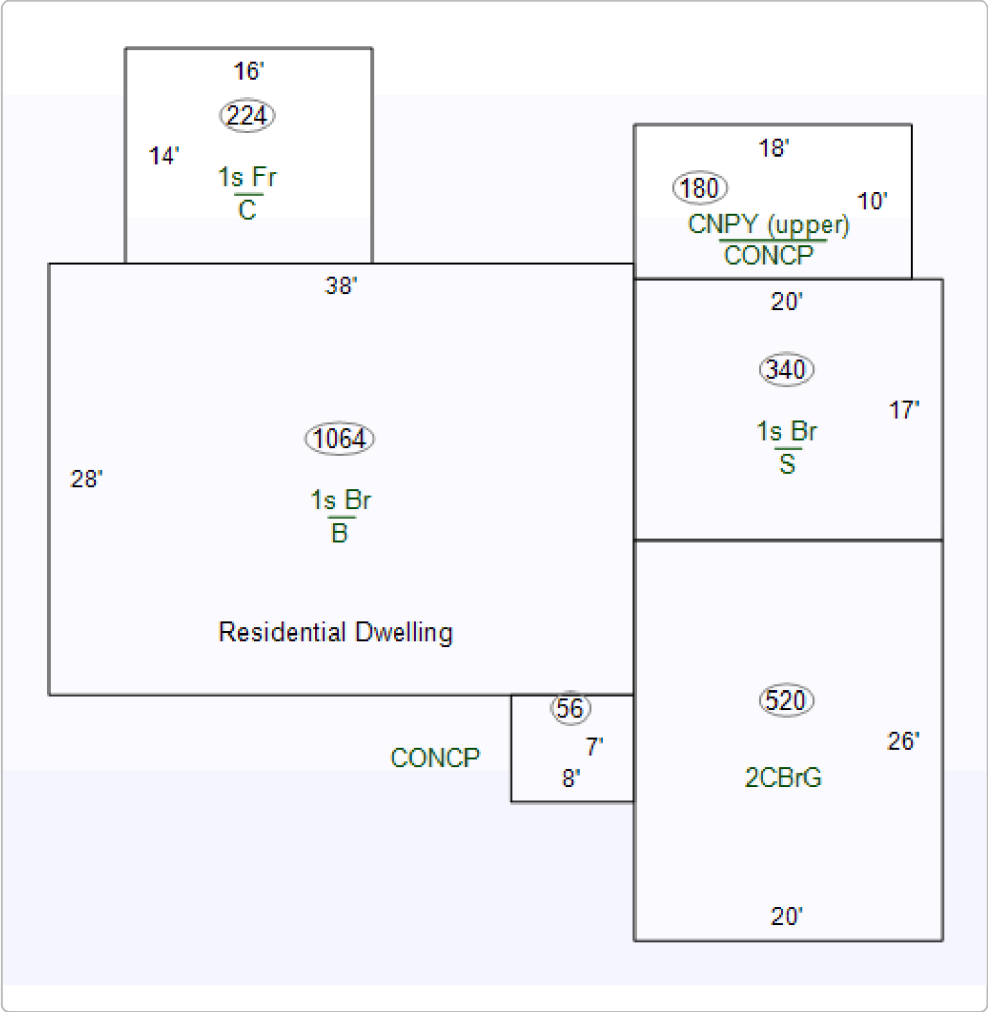 16'
224
14'
1s Fr
C
18'
180
10'
CNPY (upper)
CONCP
38'
1064
28'
1s Br
B
Residential Dwelling
20'
340
17'
1s Br
S
56
7'
8'
CONCP
520
26'
2CBrG
20'